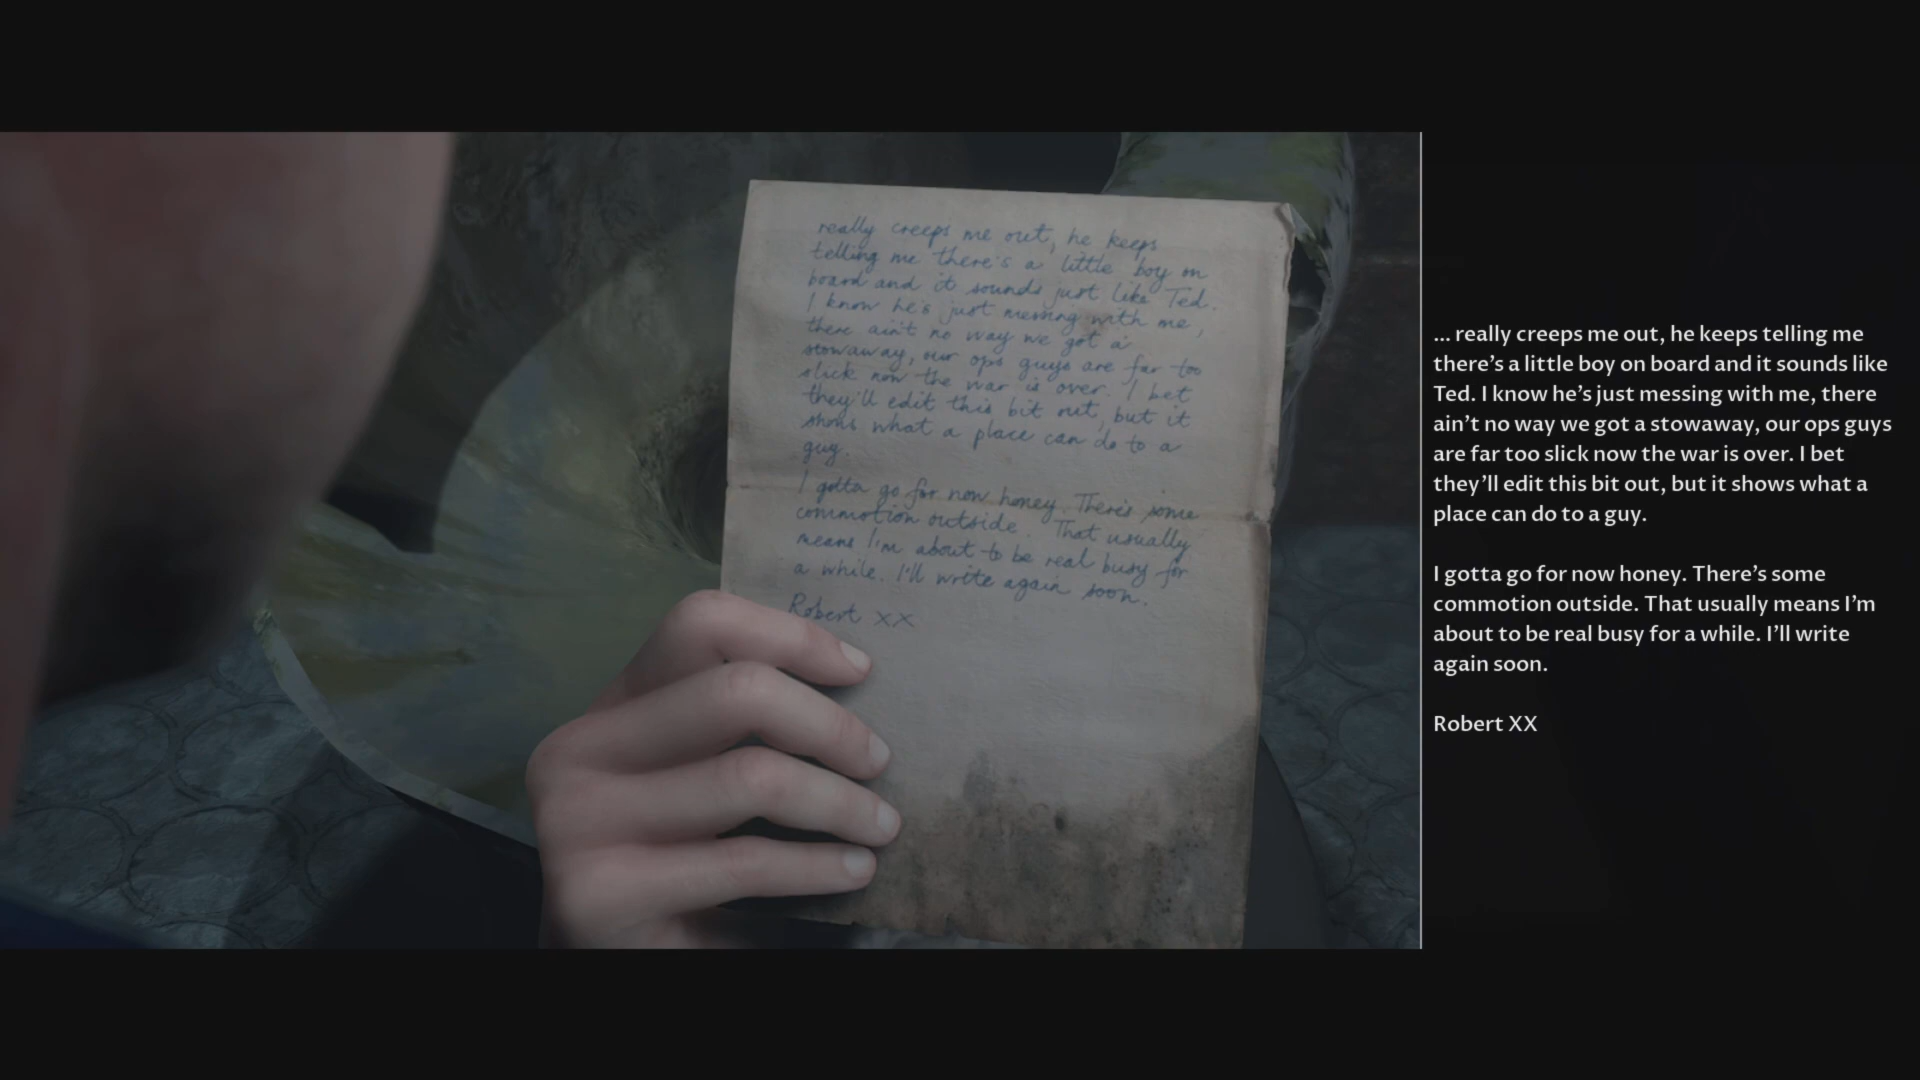 really creeps me out, he keeps
telling me there's a little boy on
board and it sounds just like Ted.
I know he's just messing with me,
there ain't no way we got a
stowaway, our ops guys are far too
slick now the war is over. I bet
they'll edit this bit out, but it
shows what a place can do to a
guy.
I gotta go for now honey. There's some
commotion outside. That usually
means I'm about to be real busy for
a while. I'll write again soon.
Robert XX
... really creeps me out, he keeps telling me
there's a little boy on board and it sounds like
Ted. I know he's just messing with me, there
ain't no way we got a stowaway, our ops guys
are far too slick now the war is over. I bet
they'll edit this bit out, but it shows what a
place can do to a guy.
I gotta go for now honey. There's some
commotion outside. That usually means I'm
about to be real busy for a while. I'll write
again soon.
Robert XX